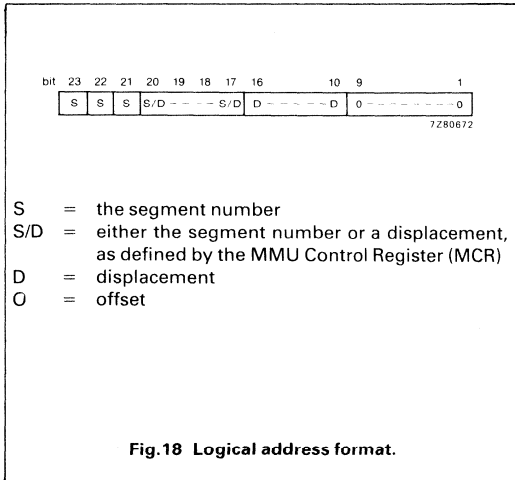 bit 23 22 21 20 19 18 17 16 10 9 1
S S S S/D - - - - S/D D - - - - - D O - - - - - - - - - O
7Z80672
S = the segment number
S/D = either the segment number or a displacement,
as defined by the MMU Control Register (MCR)
D = displacement
O = offset
Fig.18 Logical address format.